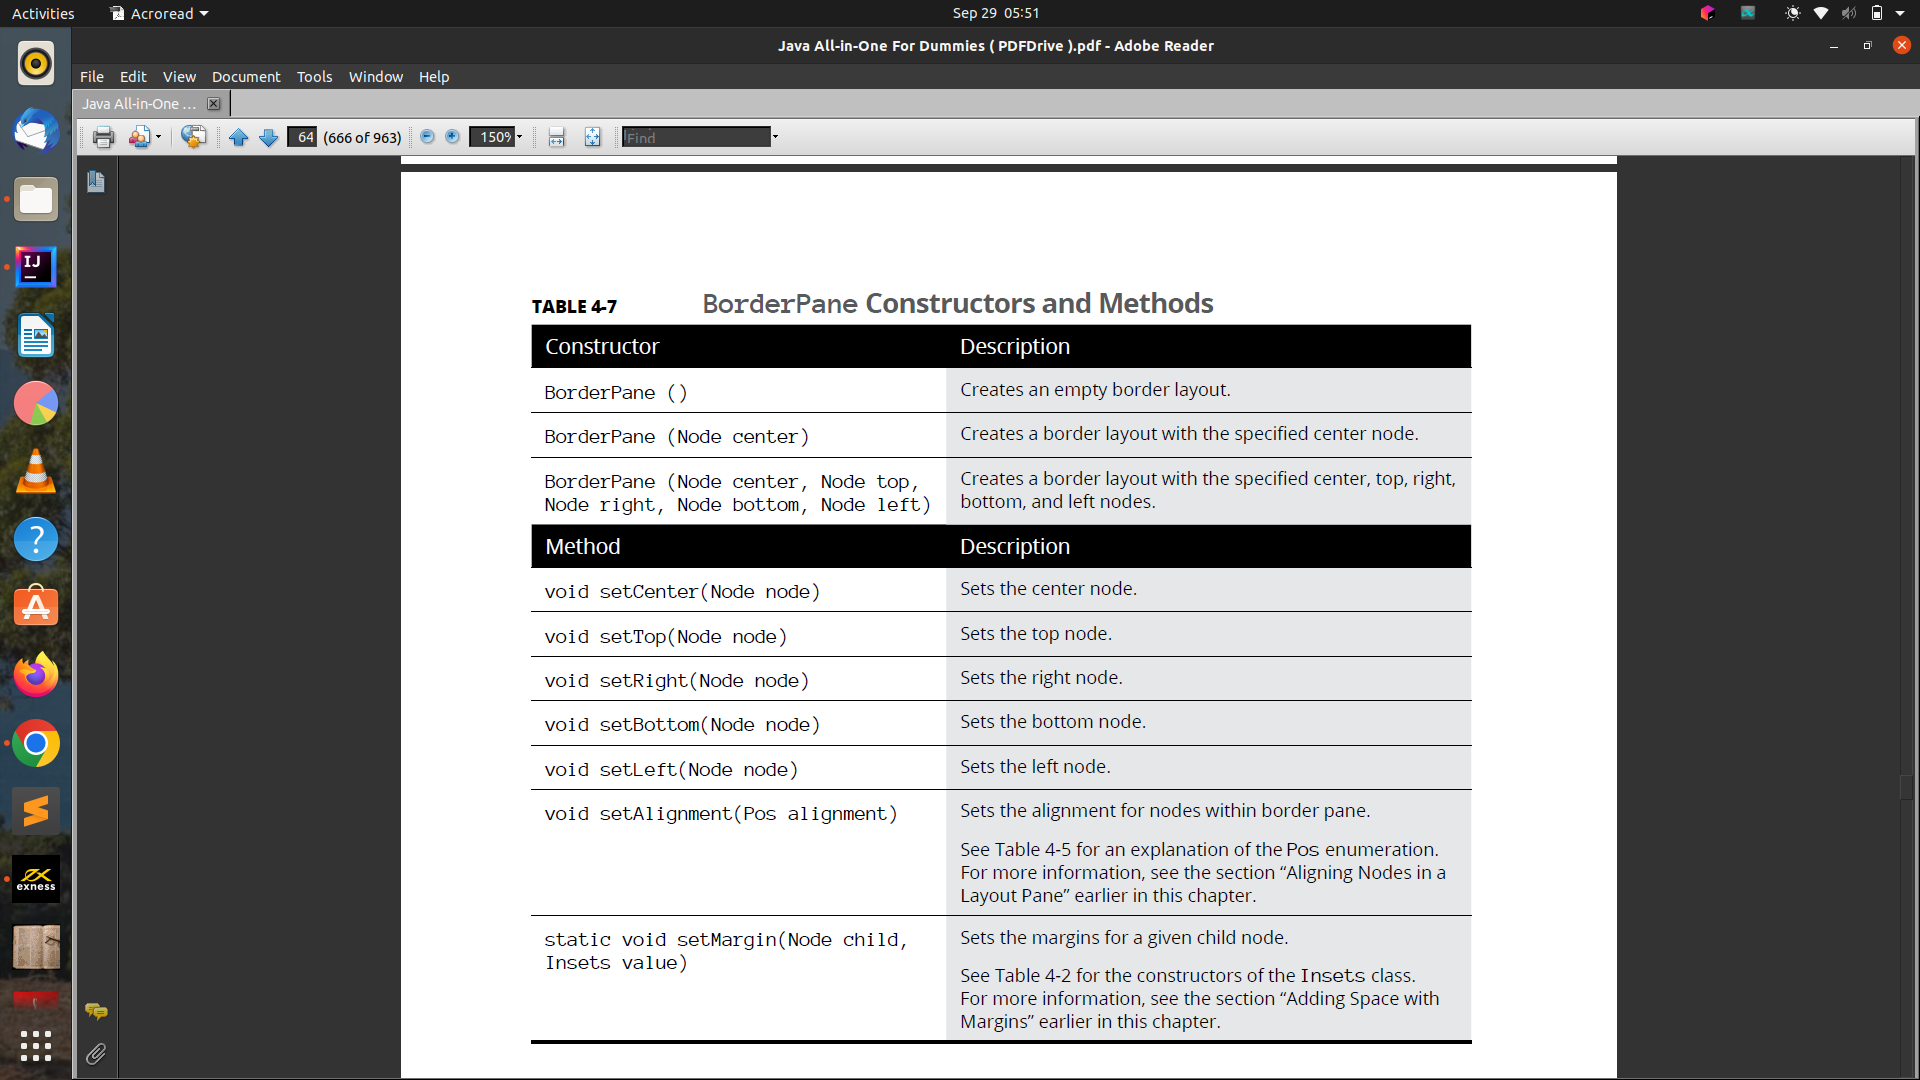 Activities
Acroread
Sep 29 05:51
Java All-in-One For Dummies ( PDFDrive ).pdf - Adobe Reader
File Edit View Document Tools Window Help
Java All-in-One ...
64 (666 of 963) 150% Find
TABLE 4-7 BorderPane Constructors and Methods
Constructor Description
BorderPane () Creates an empty border layout.
BorderPane (Node center) Creates a border layout with the specified center node.
BorderPane (Node center, Node top, Creates a border layout with the specified center, top, right,
Node right, Node bottom, Node left) bottom, and left nodes.
Method Description
void setCenter(Node node) Sets the center node.
void setTop(Node node) Sets the top node.
void setRight(Node node) Sets the right node.
void setBottom(Node node) Sets the bottom node.
void setLeft(Node node) Sets the left node.
void setAlignment(Pos alignment) Sets the alignment for nodes within border pane.
See Table 4-5 for an explanation of the Pos enumeration.
For more information, see the section “Aligning Nodes in a
Layout Pane” earlier in this chapter.
static void setMargin(Node child, Sets the margins for a given child node.
Insets value)
See Table 4-2 for the constructors of the Insets class.
For more information, see the section “Adding Space with
Margins” earlier in this chapter.
IJ
?
exness